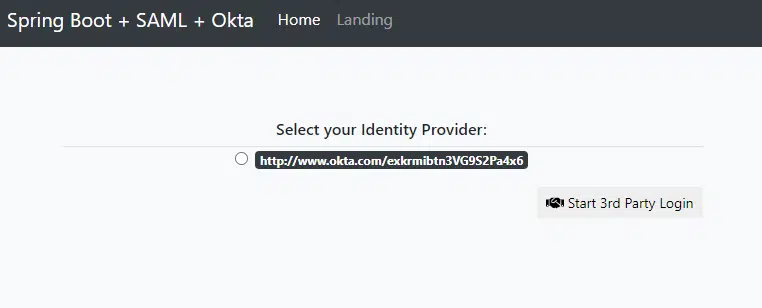 Spring Boot + SAML + Okta Home Landing
Select your Identity Provider:
http://www.okta.com/exkrmibtn3VG9S2Pa4x6
Start 3rd Party Login